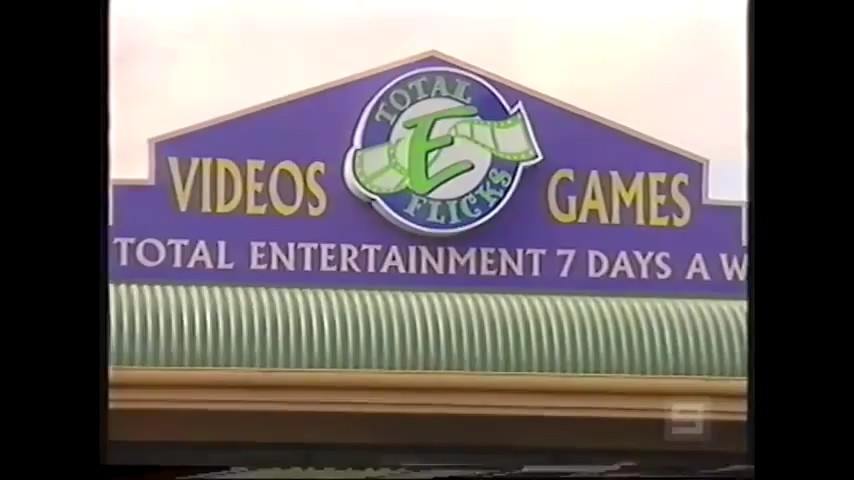 TOTAL
E
FLICKS
VIDEOS
GAMES
TOTAL ENTERTAINMENT 7 DAYS A W